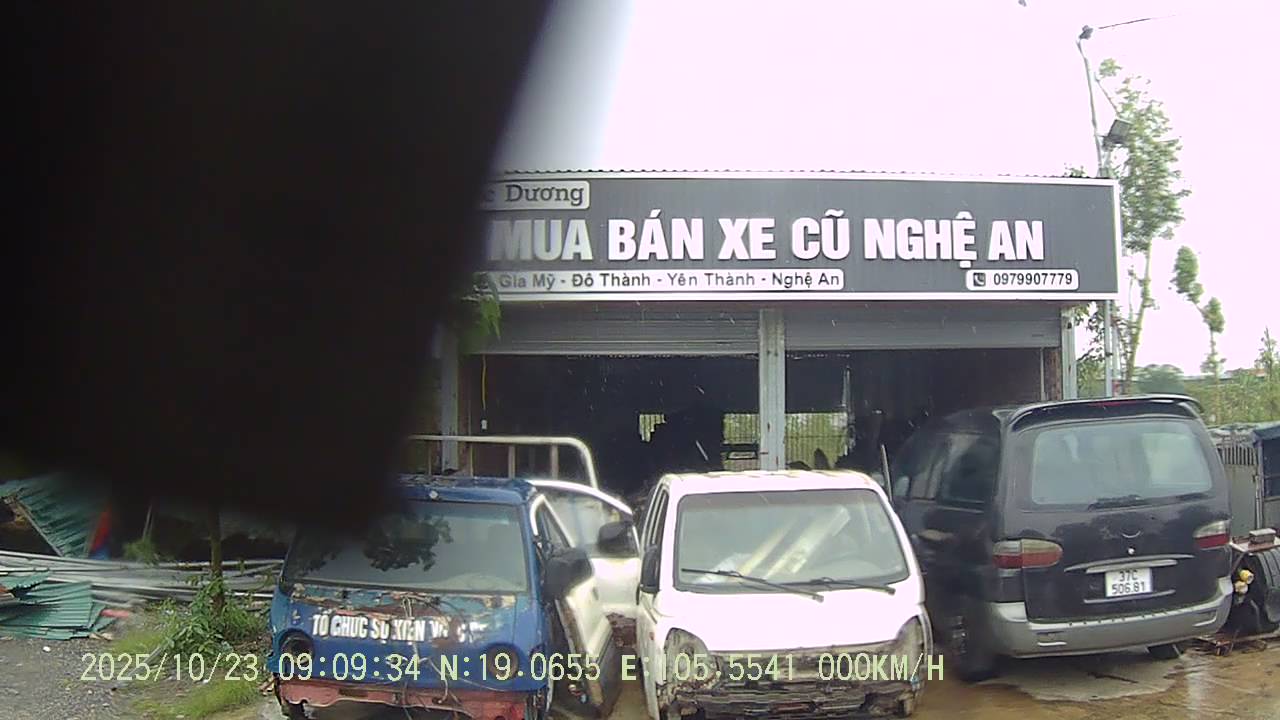 Dương
MUA BÁN XE CŨ NGHỆ AN
Gia Mỹ - Đô Thành - Yên Thành - Nghệ An
0979907779
TỔ CHỨC SỰ KIỆN
37C
506.81
2025/10/23 09:09:34 N:19.0655 E:105.5541 000KM/H